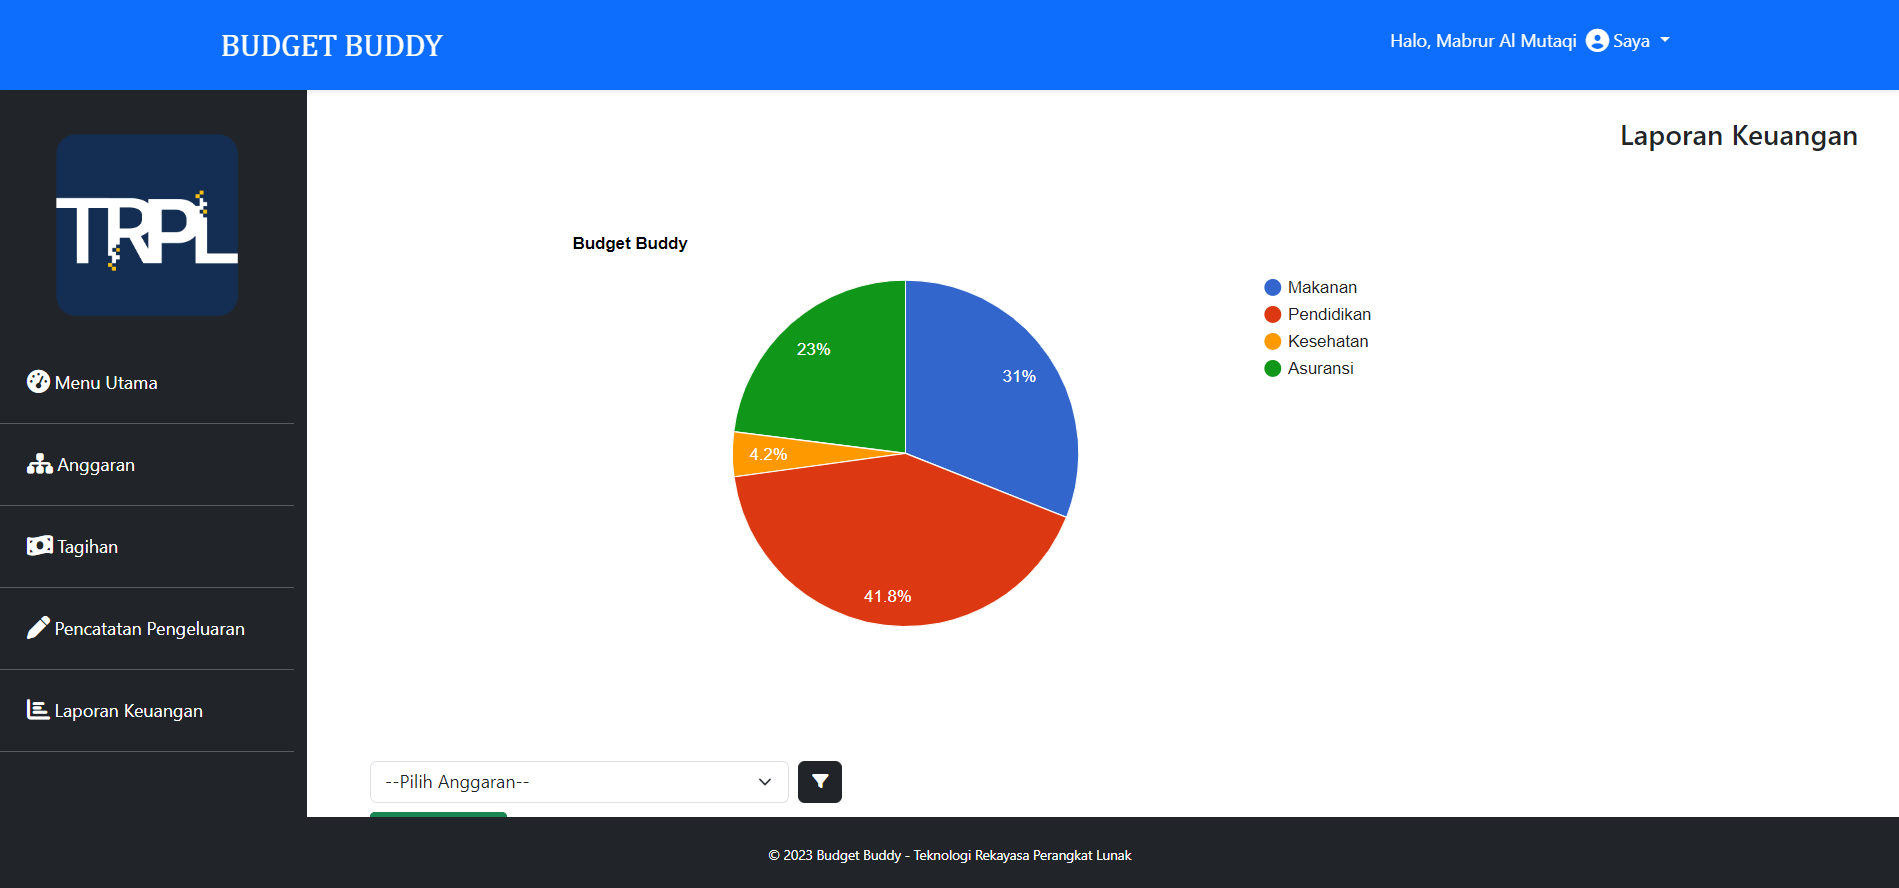 BUDGET BUDDY
Halo, Mabrur Al Mutaqi Saya
TRPL
Menu Utama
Anggaran
Tagihan
Pencatatan Pengeluaran
Laporan Keuangan
Laporan Keuangan
Budget Buddy
23%
31%
4.2%
41.8%
Makanan
Pendidikan
Kesehatan
Asuransi
--Pilih Anggaran--
© 2023 Budget Buddy - Teknologi Rekayasa Perangkat Lunak